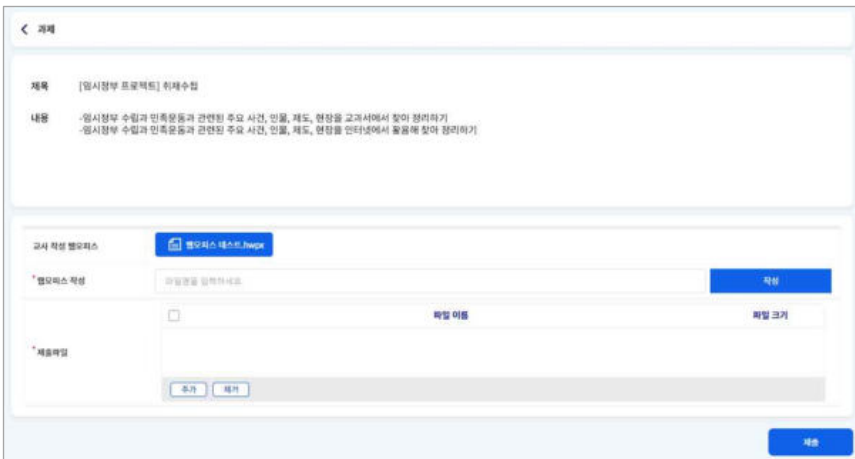 과제
제목 [임시정부 프로젝트] 취재수첩
내용 -임시정부 수립과 민족운동과 관련된 주요 사건, 인물, 제도, 현장을 교과서에서 찾아 정리하기
-임시정부 수립과 민족운동과 관련된 주요 사건, 인물, 제도, 현장을 인터넷에서 활용해 찾아 정리하기
교사 작성 웹오피스 웹오피스 테스트.hwpx
*웹오피스 작성 파일명을 입력하세요 작성
파일 이름 파일 크기
*제출파일
추가 제거
제출